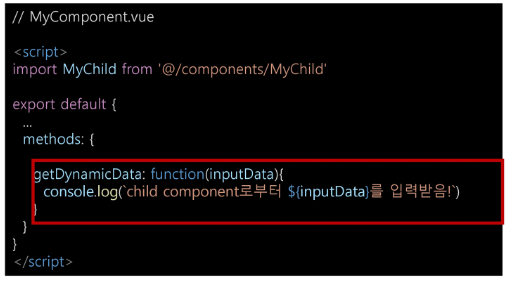 // MyComponent.vue
<script>
import MyChild from '@/components/MyChild'
export default {
...
methods: {
getDynamicData: function(inputData){
console.log(`child component로부터 ${inputData}를 입력받음!`)
}
}
}
</script>